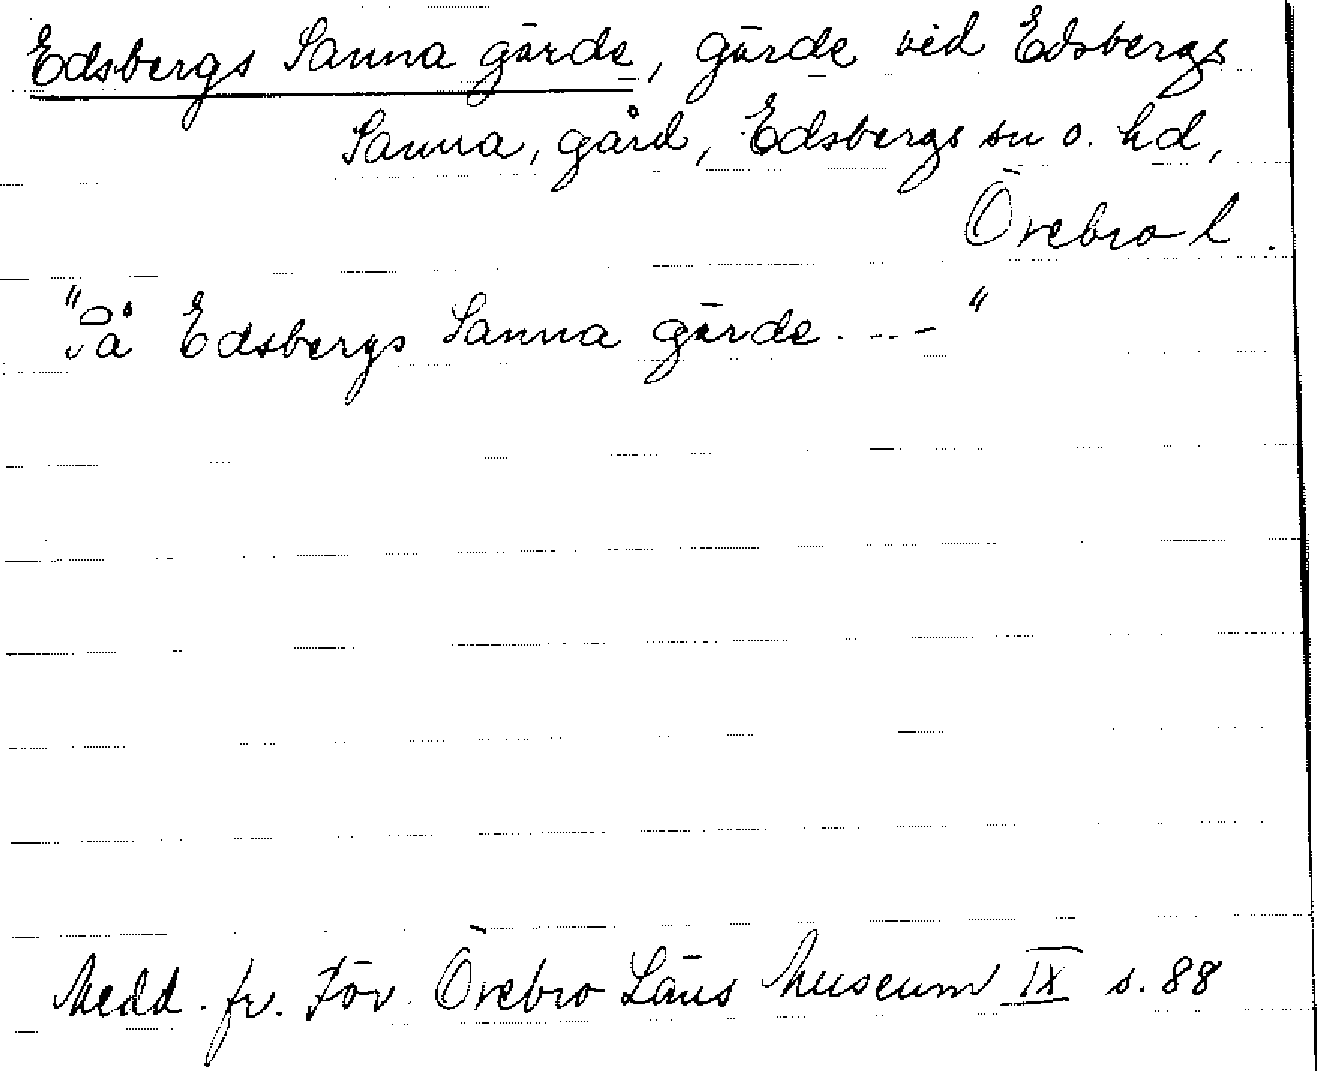 Edsbergs Sanna gärde, gärde vid Edsbergs
Sanna, gård, Edsbergs sn o. hd,
Örebro l.
"På Edsbergs Sanna gärde ... - "
Medd. fr. För. Örebro Läns Museum IX s. 88